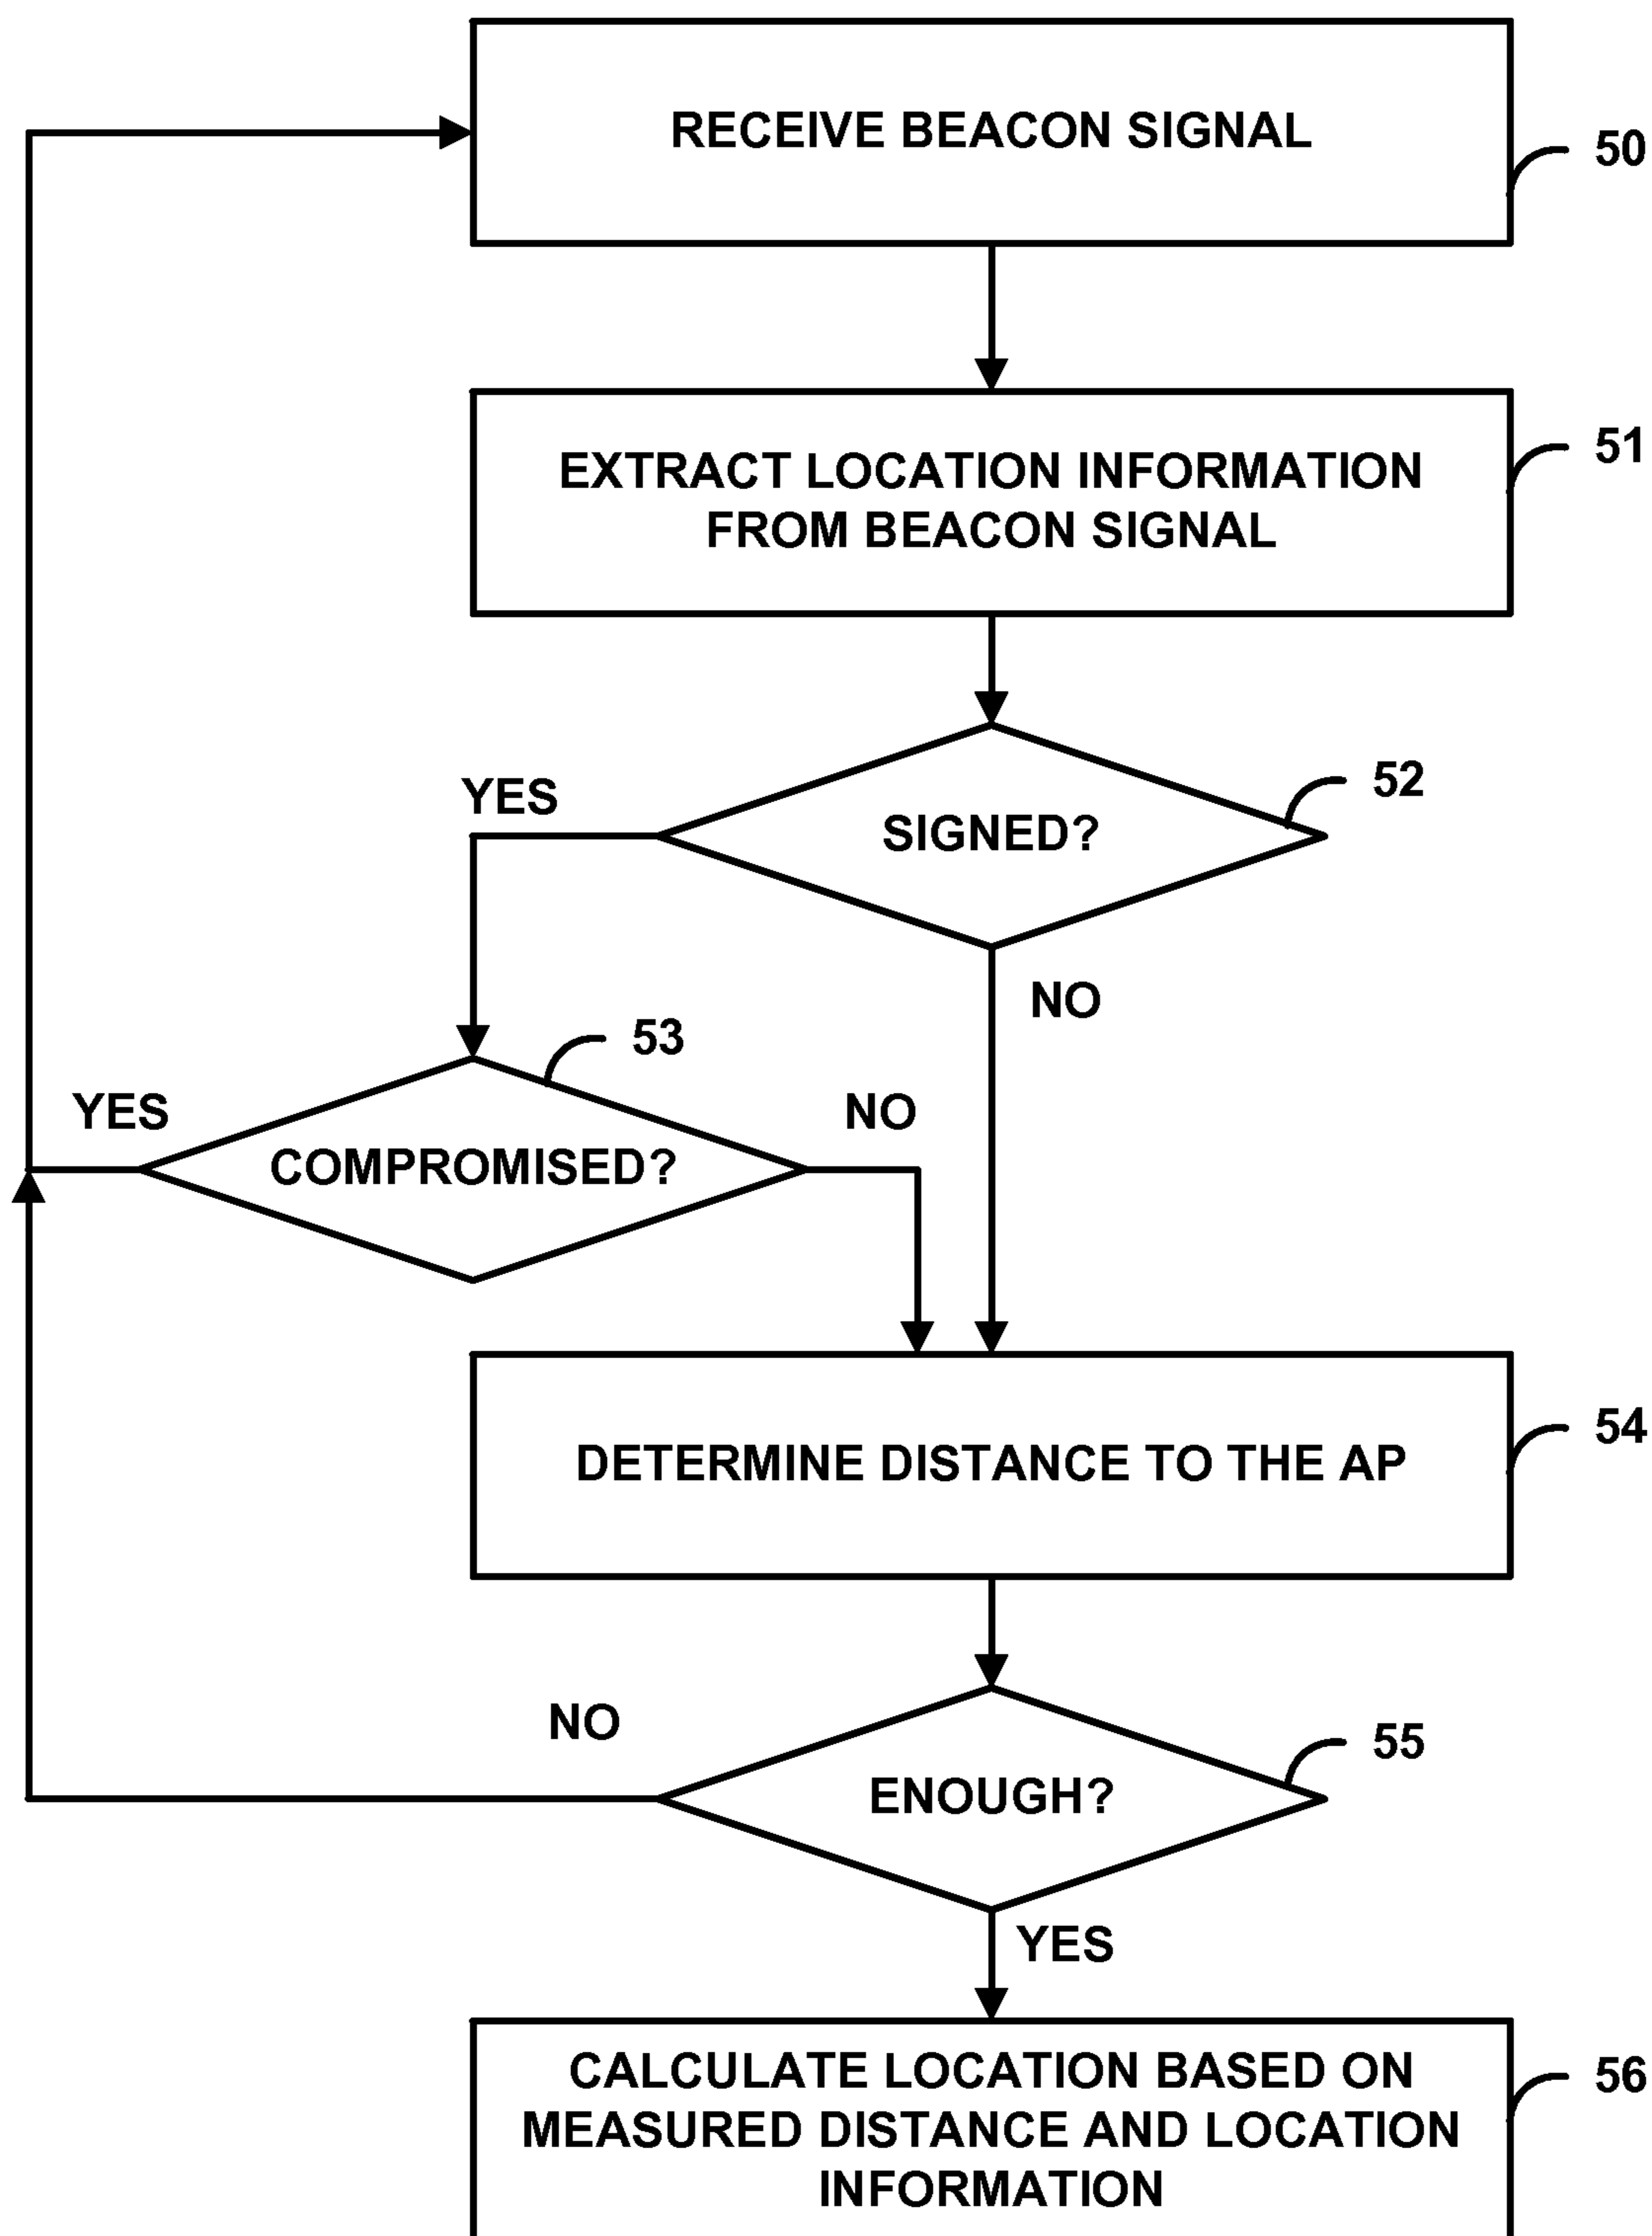 RECEIVE BEACON SIGNAL
50
EXTRACT LOCATION INFORMATION
FROM BEACON SIGNAL
51
SIGNED?
52
YES
NO
COMPROMISED?
53
YES
NO
DETERMINE DISTANCE TO THE AP
54
ENOUGH?
55
NO
YES
CALCULATE LOCATION BASED ON
MEASURED DISTANCE AND LOCATION
INFORMATION
56